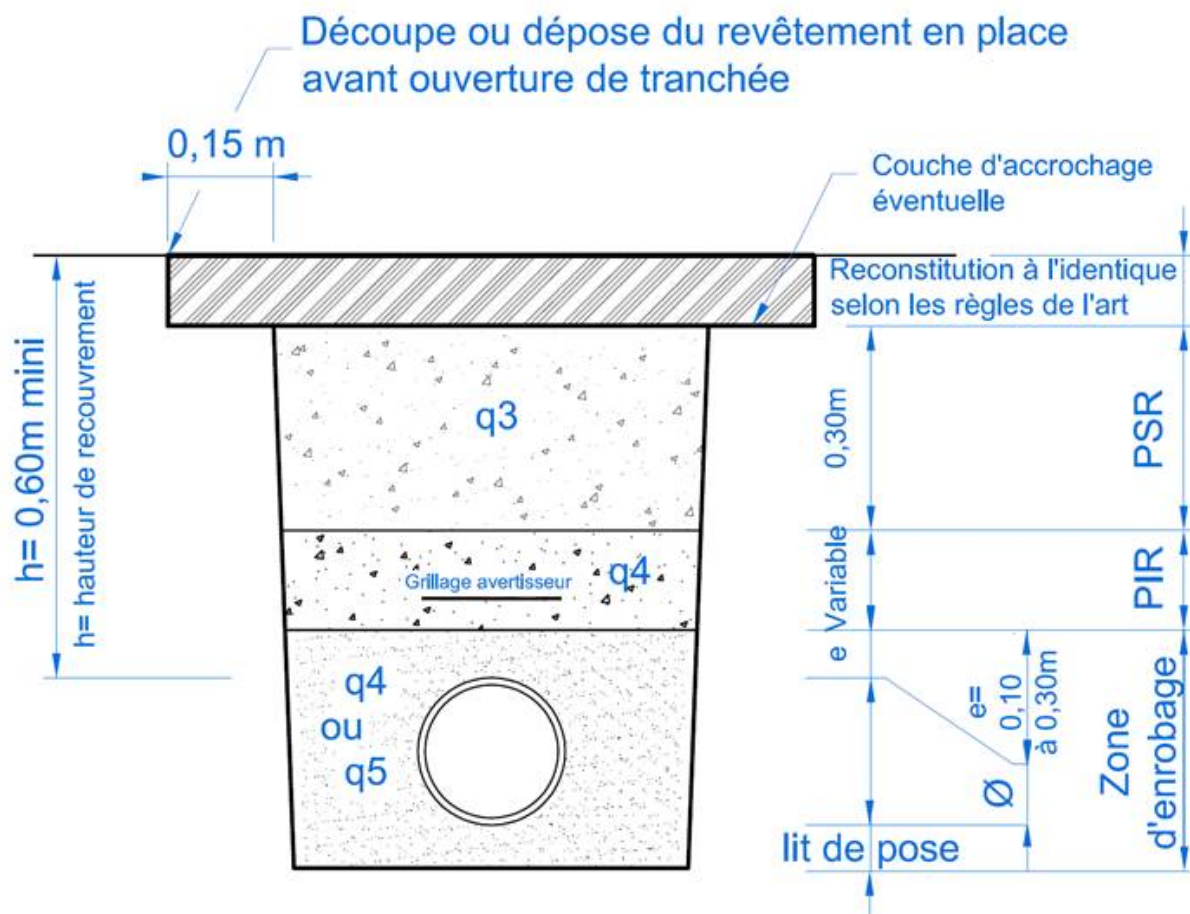 Découpe ou dépose du revêtement en place
avant ouverture de tranchée
0,15 m
Couche d'accrochage
éventuelle
Reconstitution à l'identique
selon les règles de l'art
h= 0,60m mini
h= hauteur de recouvrement
q3
0,30m
PSR
Grillage avertisseur
q4
e Variable
PIR
q4
ou
q5
e=
0,10
à 0,30m
Ø
Zone
d'enrobage
lit de pose